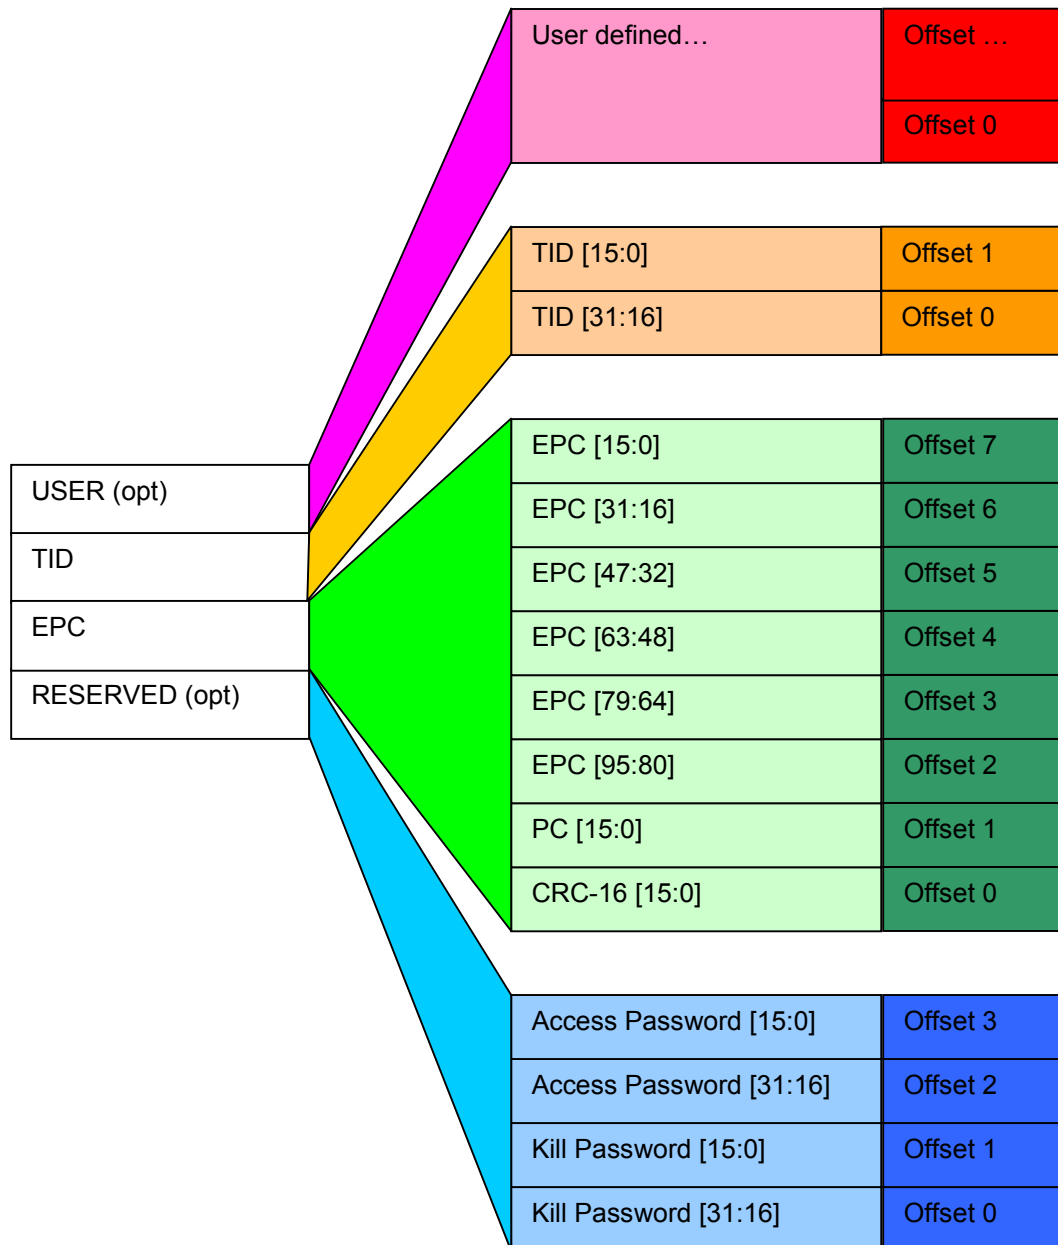 User defined… Offset …
Offset 0
TID [15:0] Offset 1
TID [31:16] Offset 0
EPC [15:0] Offset 7
EPC [31:16] Offset 6
EPC [47:32] Offset 5
EPC [63:48] Offset 4
EPC [79:64] Offset 3
EPC [95:80] Offset 2
PC [15:0] Offset 1
CRC-16 [15:0] Offset 0
USER (opt)
TID
EPC
RESERVED (opt)
Access Password [15:0] Offset 3
Access Password [31:16] Offset 2
Kill Password [15:0] Offset 1
Kill Password [31:16] Offset 0